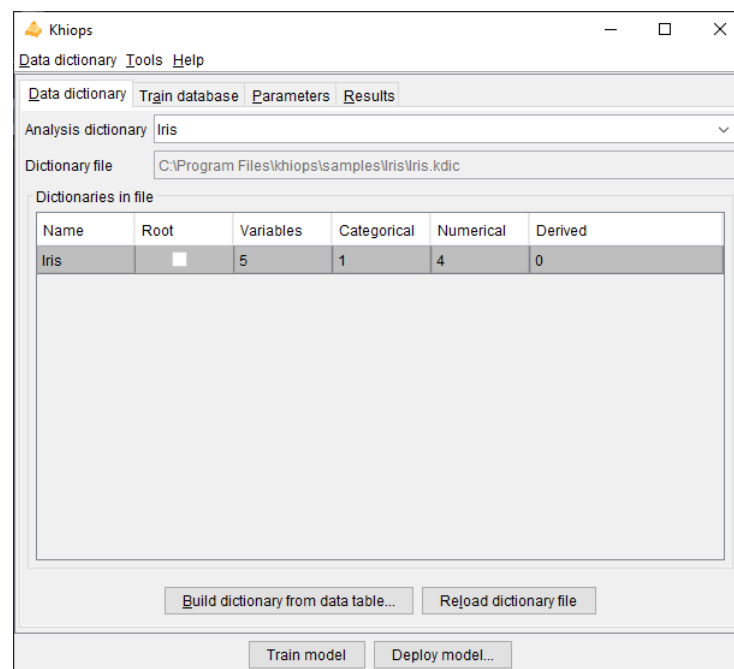 Khiops
Data dictionary Tools Help
Data dictionary Train database Parameters Results
Analysis dictionary Iris
Dictionary file C:\Program Files\khiops\samples\Iris\Iris.kdic
Dictionaries in file
Name Root Variables Categorical Numerical Derived
Iris 5 1 4 0
Build dictionary from data table... Reload dictionary file
Train model Deploy model...